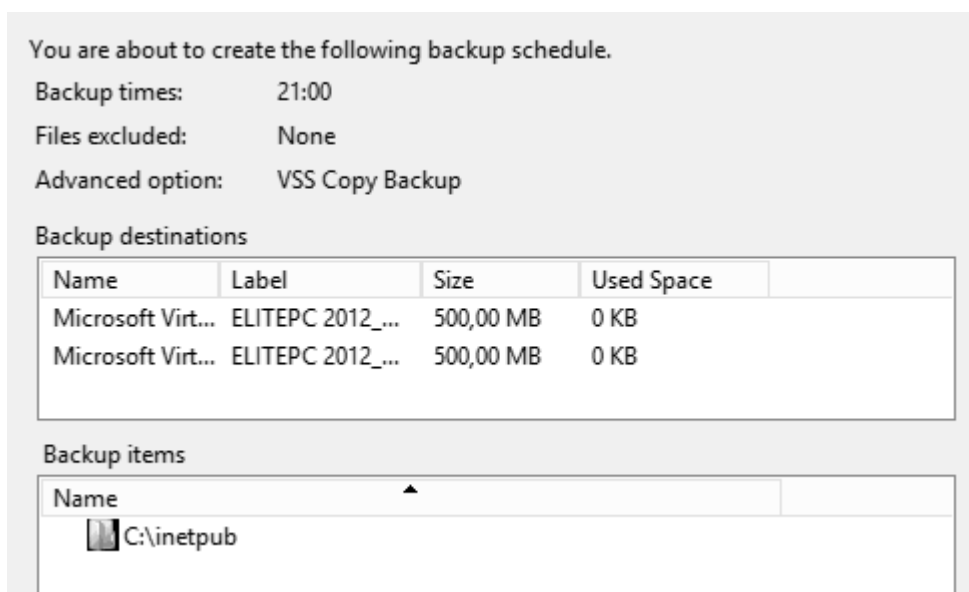 You are about to create the following backup schedule.
Backup times: 21:00
Files excluded: None
Advanced option: VSS Copy Backup
Backup destinations
Name Label Size Used Space
Microsoft Virt... ELITEPC 2012_... 500,00 MB 0 KB
Microsoft Virt... ELITEPC 2012_... 500,00 MB 0 KB
Backup items
Name
C:\inetpub